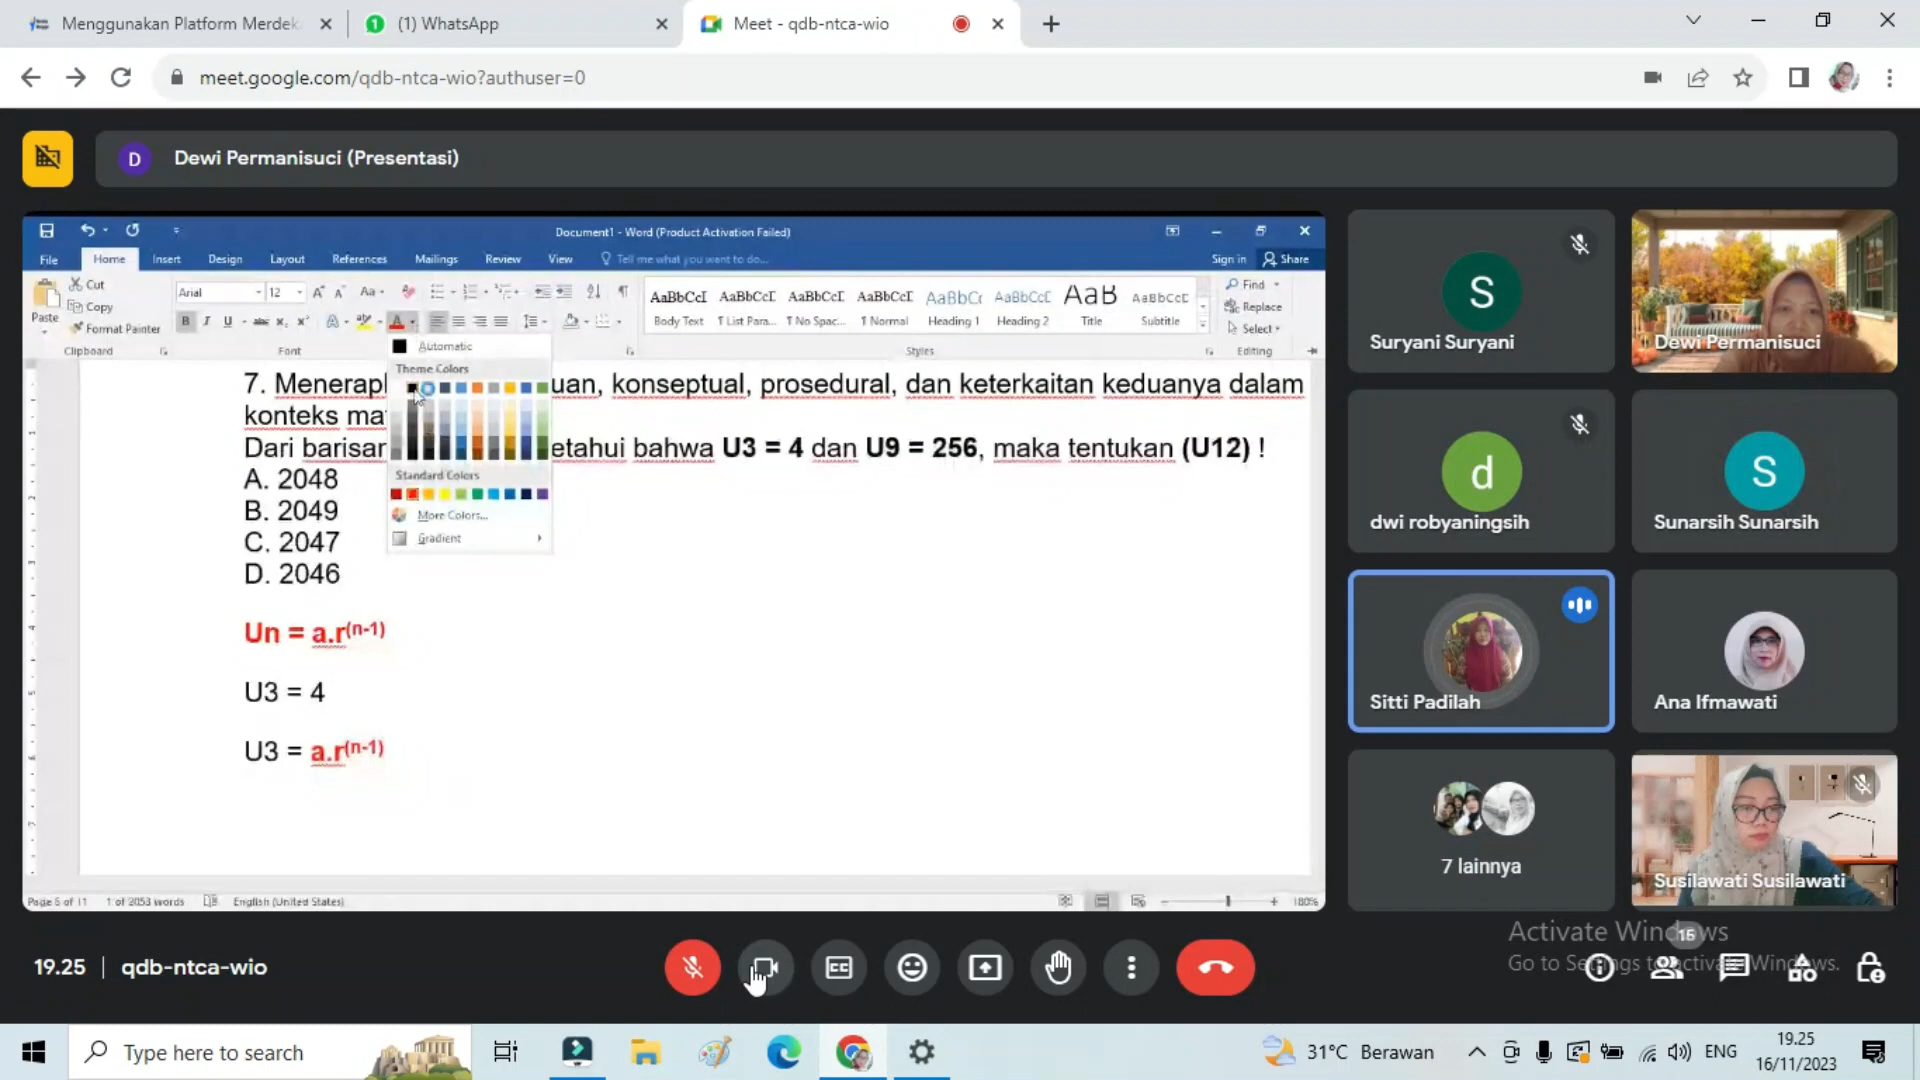 Menggunakan Platform Merdek
(1) WhatsApp
Meet - qdb-ntca-wio
meet.google.com/qdb-ntca-wio?authuser=0
D
Dewi Permanisuci (Presentasi)
Document1 - Word (Product Activation Failed)
File Home Insert Design Layout References Mailings Review View Tell me what you want to do... Sign in Share
Cut
Copy
Format Painter
Paste
Clipboard
Arial 12
Font
AaBbCcI AaBbCcI AaBbCcI AaBbCcI AaBbCc AaBbCcI AaB AaBbCcI
Body Text ¶ List Para... ¶ No Spac... ¶ Normal Heading 1 Heading 2 Title Subtitle
Styles
Find
Replace
Select
Editing
Automatic
Theme Colors
Standard Colors
More Colors...
Gradient
7. Menerapl uan, konseptual, prosedural, dan keterkaitan keduanya dalam
konteks ma
Dari barisar etahui bahwa U3 = 4 dan U9 = 256, maka tentukan (U12) !
A. 2048
B. 2049
C. 2047
D. 2046
Un = a.r(n-1)
U3 = 4
U3 = a.r(n-1)
Page 6 of 11 1 of 2053 words English (United States) 180%
S
Suryani Suryani
Dewi Permanisuci
d
dwi robyaningsih
S
Sunarsih Sunarsih
Sitti Padilah
Ana Ifmawati
7 lainnya
Susilawati Susilawati
Activate Windows
Go to Settings to activate Windows.
19.25 | qdb-ntca-wio
15
Type here to search
31°C Berawan
ENG
19.25
16/11/2023